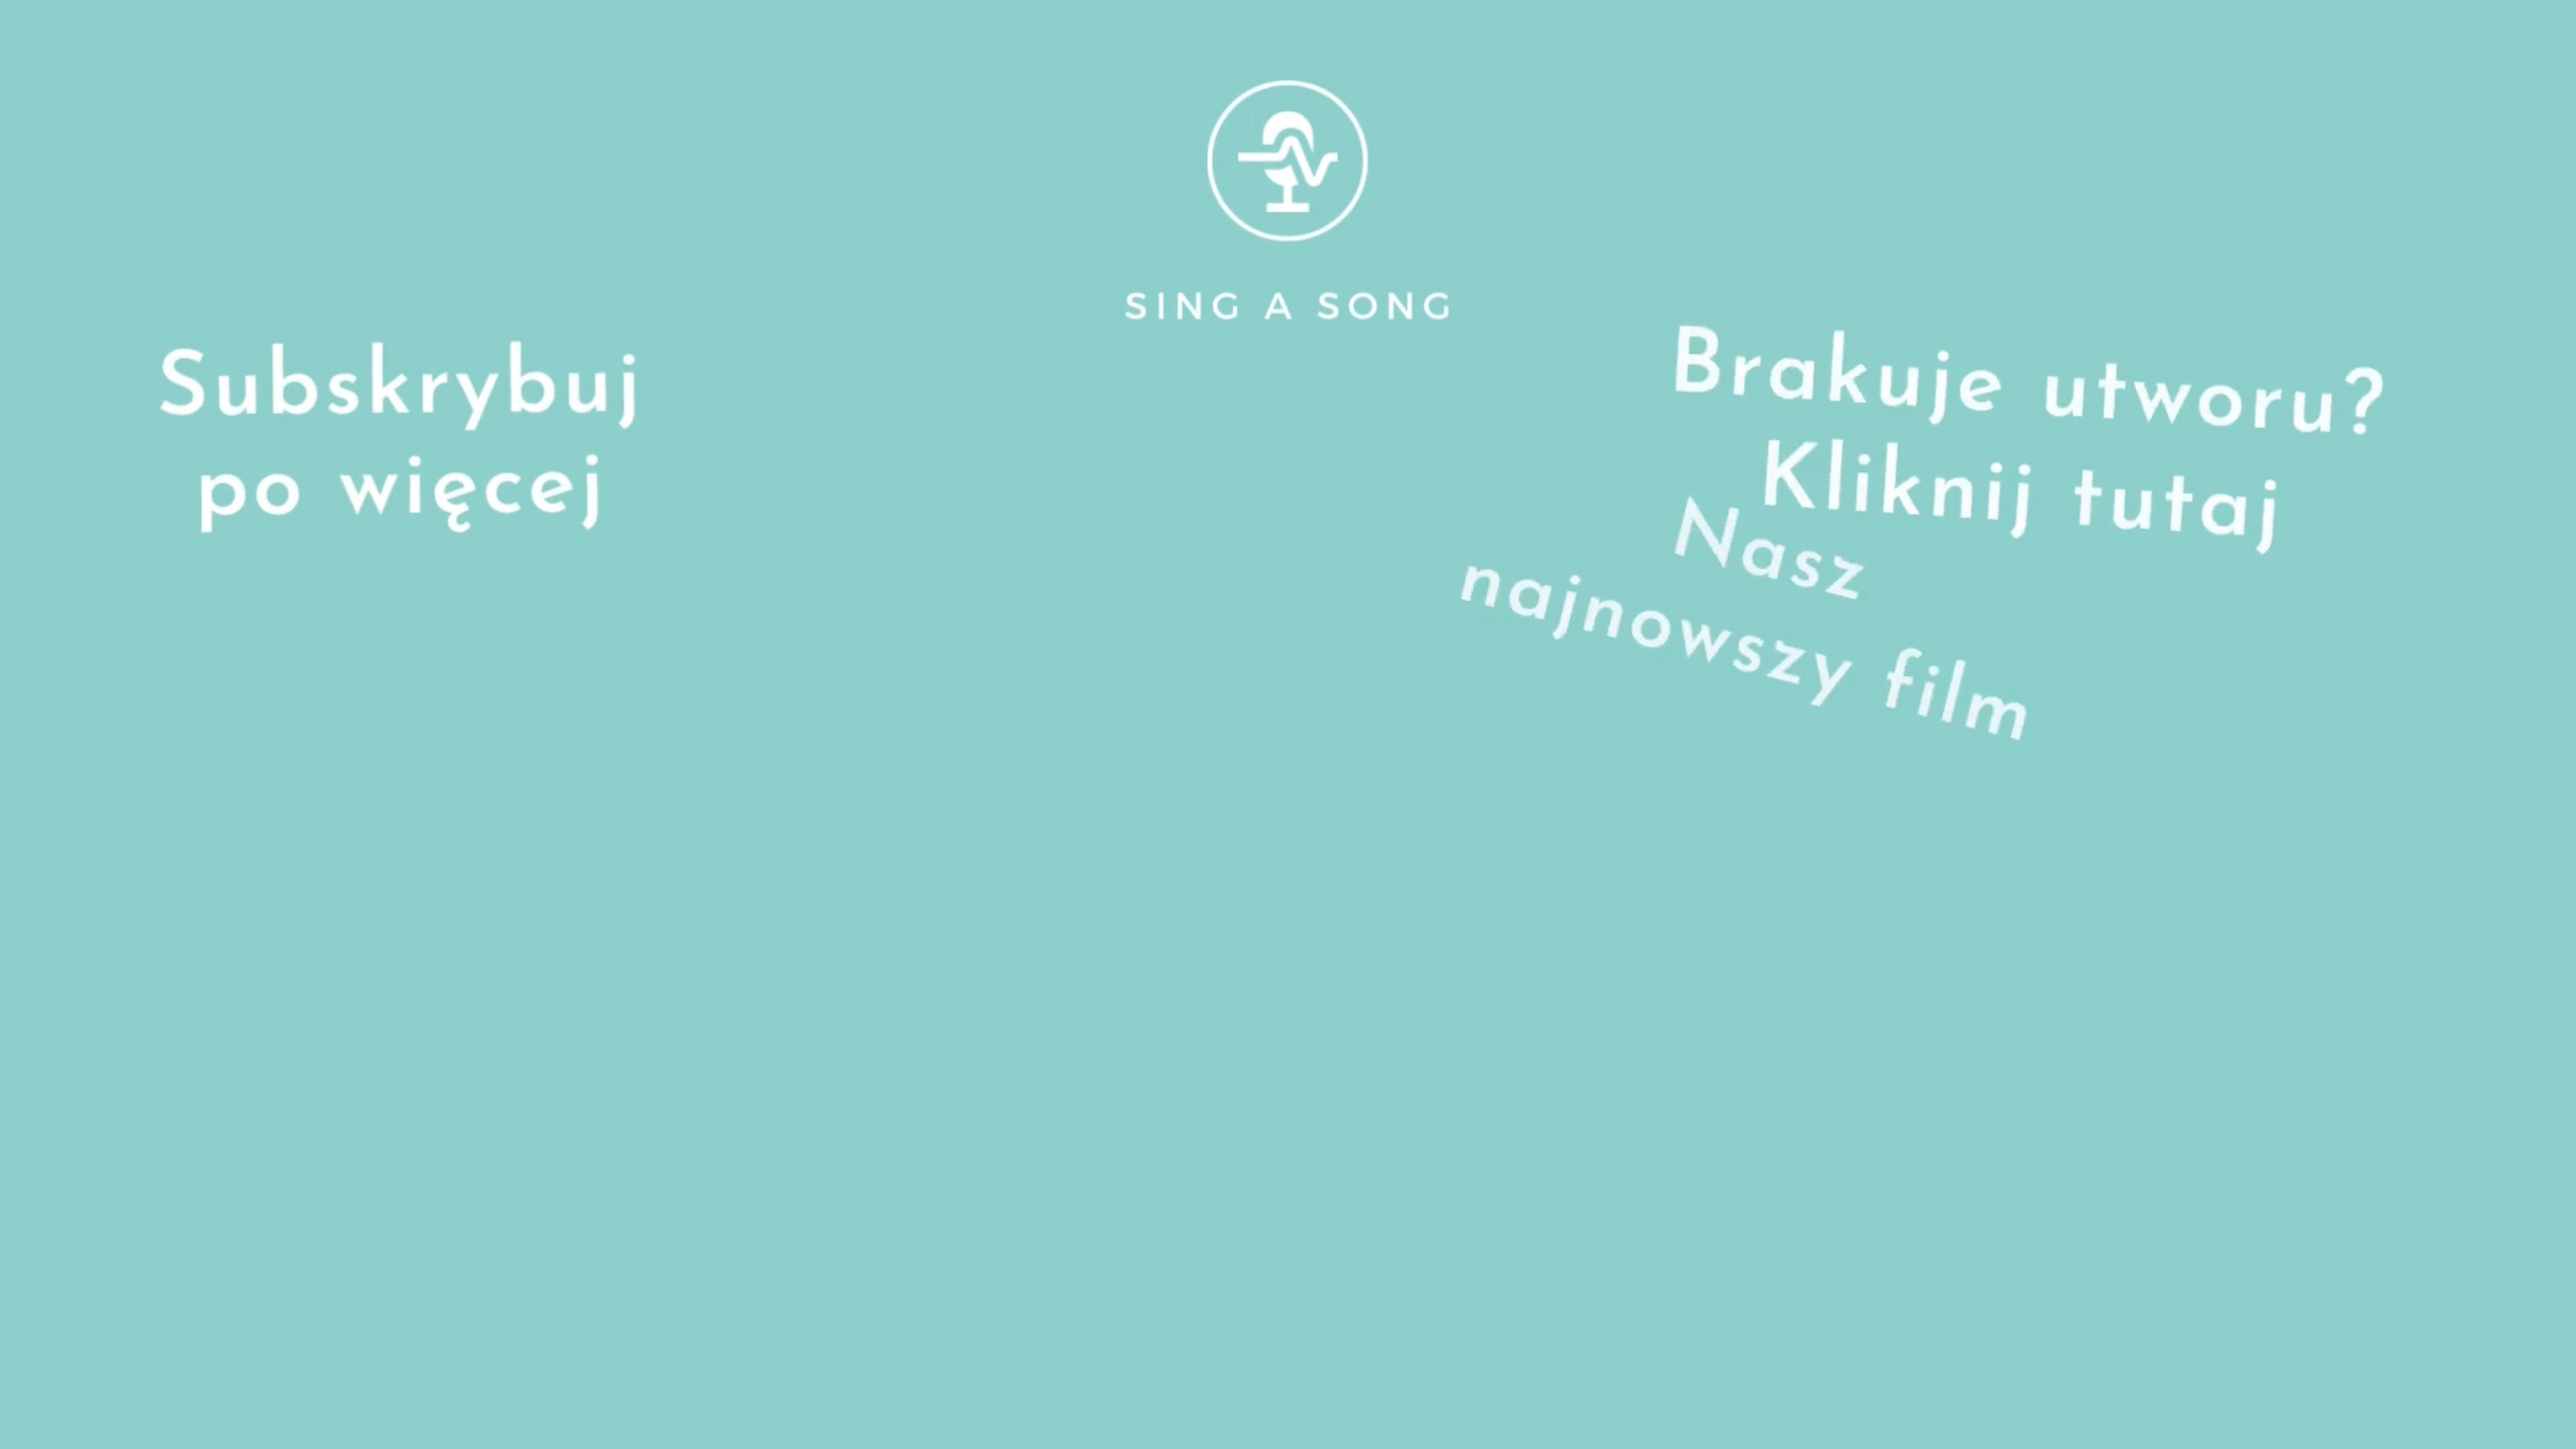 SING A SONG
Subskrybuj
po więcej
Brakuje utworu?
Kliknij tutaj
Nasz
najnowszy film